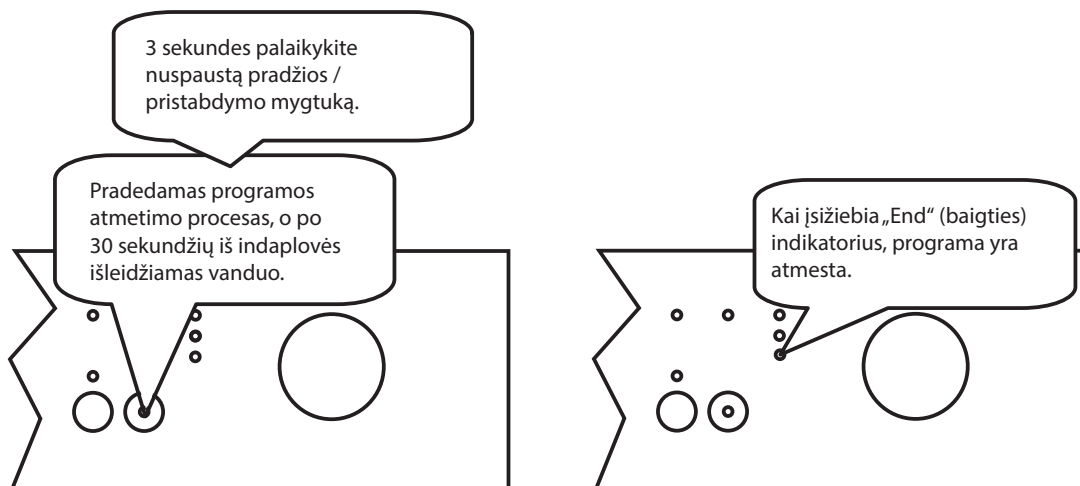 3 sekundes palaikykite
nuspaustą pradžios /
pristabdymo mygtuką.
Pradedamas programos
atmetimo procesas, o po
30 sekundžių iš indaplovės
išleidžiamas vanduo.
Kai įsižiebia „End“ (baigties)
indikatorius, programa yra
atmesta.